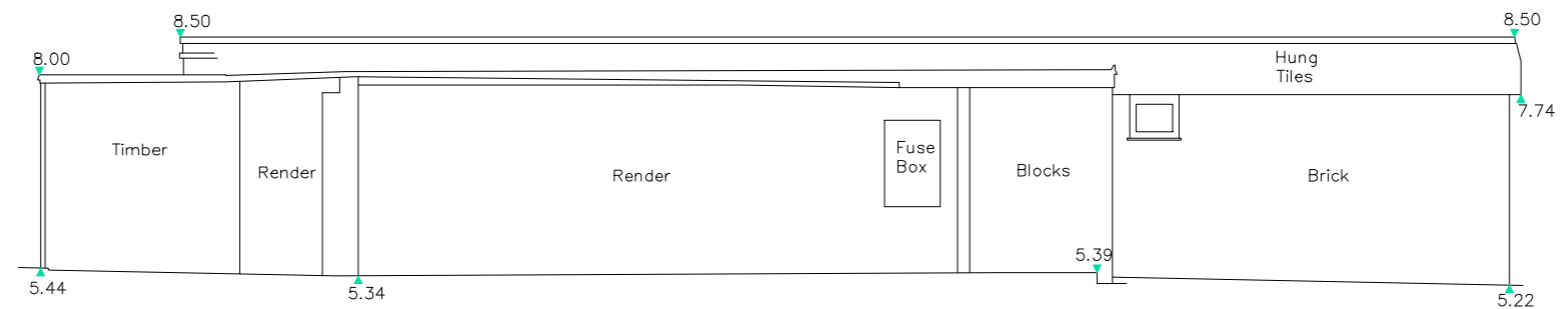 8.50
8.50
8.00
Hung
Tiles
7.74
Timber
Render
Render
Fuse
Box
Blocks
Brick
5.39
5.44
5.34
5.22